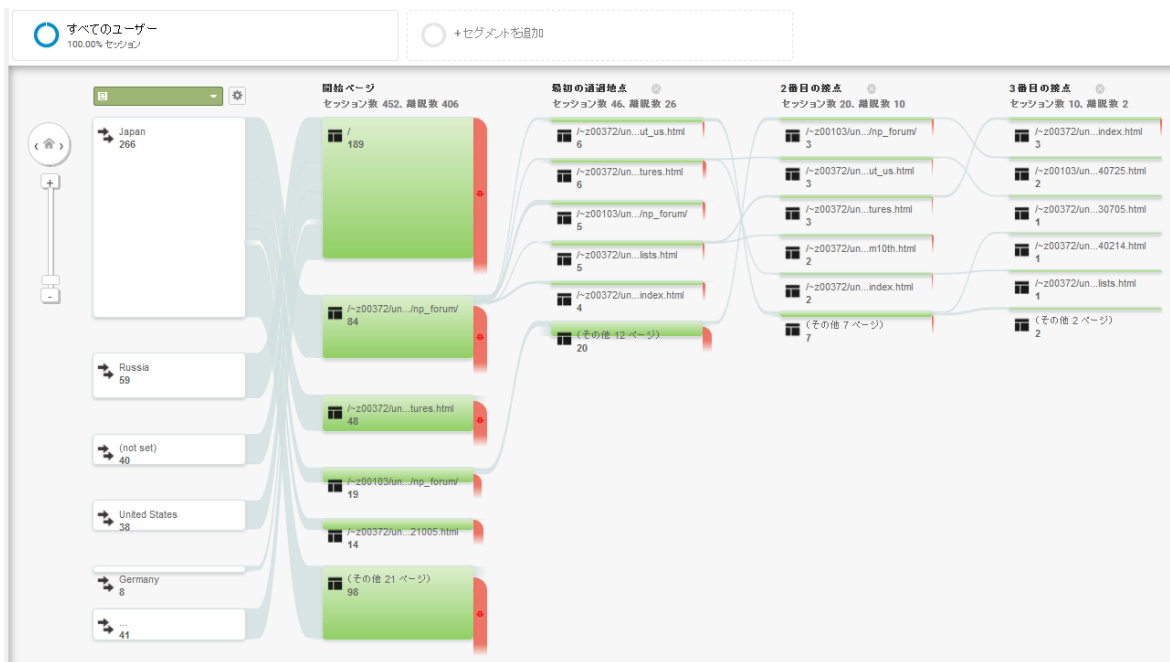 すべてのユーザー
100.00% セッション
+セグメントを追加
国
開始ページ
セッション数 452、離脱数 406
最初の通過地点
セッション数 46、離脱数 26
2 番目の接点
セッション数 20、離脱数 10
3 番目の接点
セッション数 10、離脱数 2
Japan
266
Russia
59
(not set)
40
United States
38
Germany
8
...
41
/
189
/~z00372/un.../np_forum/
84
/~z00372/un...tures.html
48
/~z00103/un.../np_forum/
19
/~z00372/un...21005.html
14
(その他 21 ページ)
98
/~z00372/un...ut_us.html
6
/~z00372/un...tures.html
6
/~z00103/un.../np_forum/
5
/~z00372/un...lists.html
5
/~z00372/un...index.html
4
(その他 12 ページ)
20
/~z00103/un.../np_forum/
3
/~z00372/un...ut_us.html
3
/~z00372/un...tures.html
3
/~z00372/un...m10th.html
2
/~z00372/un...index.html
2
(その他 7 ページ)
7
/~z00372/un...index.html
3
/~z00103/un...40725.html
2
/~z00372/un...30705.html
1
/~z00372/un...40214.html
1
/~z00372/un...lists.html
1
(その他 2 ページ)
2